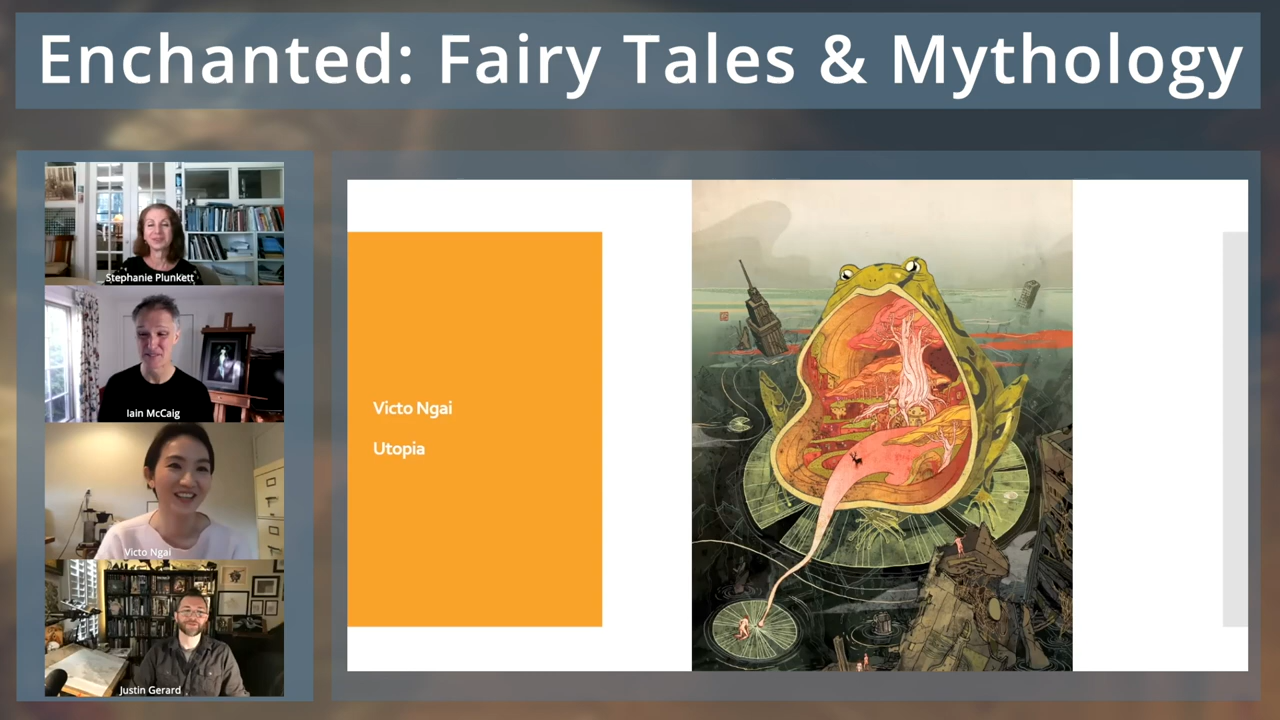 Enchanted: Fairy Tales & Mythology
Stephanie Plunkett
Iain McCaig
Victo Ngai
Justin Gerard
Victo Ngai
Utopia